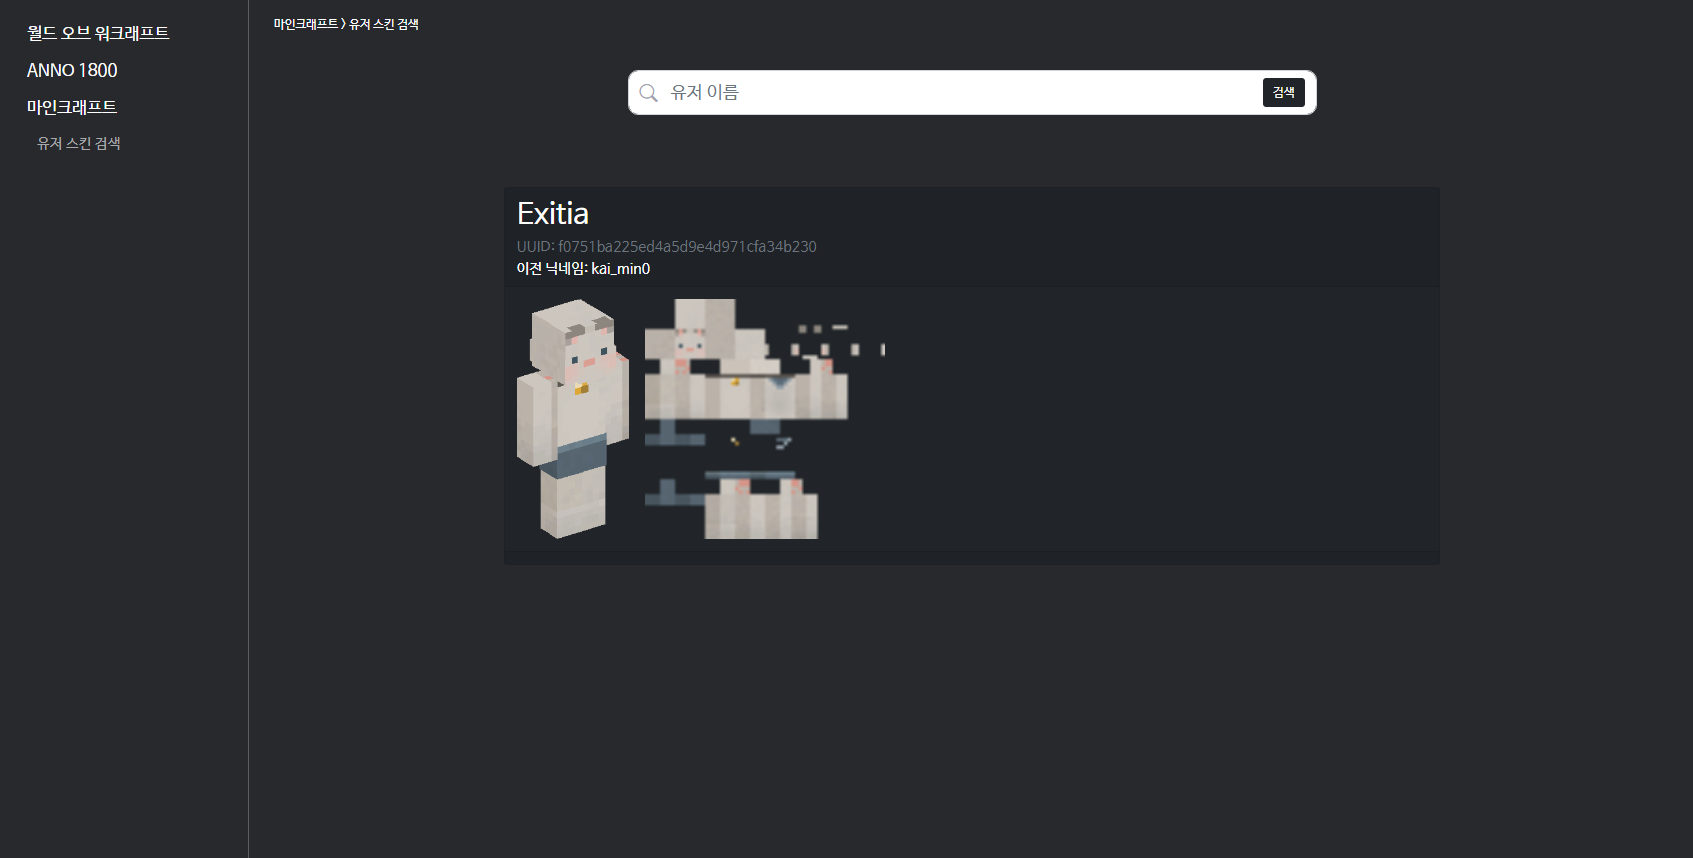 월드 오브 워크래프트
ANNO 1800
마인크래프트
유저 스킨 검색
마인크래프트 > 유저 스킨 검색
유저 이름
검색
Exitia
UUID: f0751ba225ed4a5d9e4d971cfa34b230
이전 닉네임: kai_min0